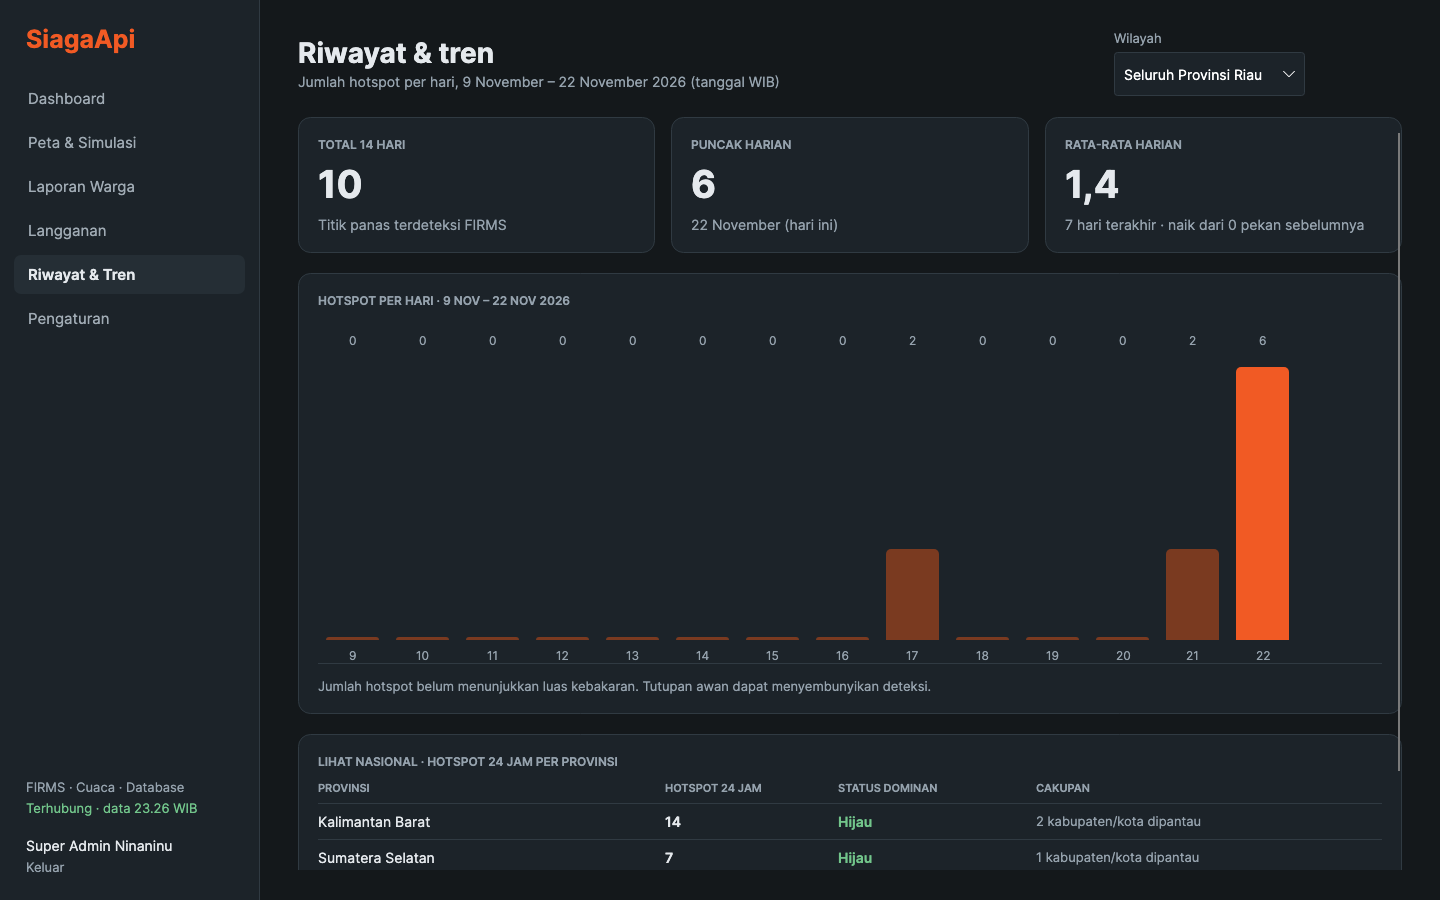 SiagaApi
Dashboard
Peta & Simulasi
Laporan Warga
Langganan
Riwayat & Tren
Pengaturan
FIRMS · Cuaca · Database
Terhubung · data 23.26 WIB
Super Admin Ninaninu
Keluar
Riwayat & tren
Jumlah hotspot per hari, 9 November – 22 November 2026 (tanggal WIB)
Wilayah
Seluruh Provinsi Riau
TOTAL 14 HARI
10
Titik panas terdeteksi FIRMS
PUNCAK HARIAN
6
22 November (hari ini)
RATA-RATA HARIAN
1,4
7 hari terakhir · naik dari 0 pekan sebelumnya
HOTSPOT PER HARI · 9 NOV – 22 NOV 2026
0 0 0 0 0 0 0 0 2 0 0 0 2 6
9 10 11 12 13 14 15 16 17 18 19 20 21 22
Jumlah hotspot belum menunjukkan luas kebakaran. Tutupan awan dapat menyembunyikan deteksi.
LIHAT NASIONAL · HOTSPOT 24 JAM PER PROVINSI
PROVINSI HOTSPOT 24 JAM STATUS DOMINAN CAKUPAN
Kalimantan Barat 14 Hijau 2 kabupaten/kota dipantau
Sumatera Selatan 7 Hijau 1 kabupaten/kota dipantau